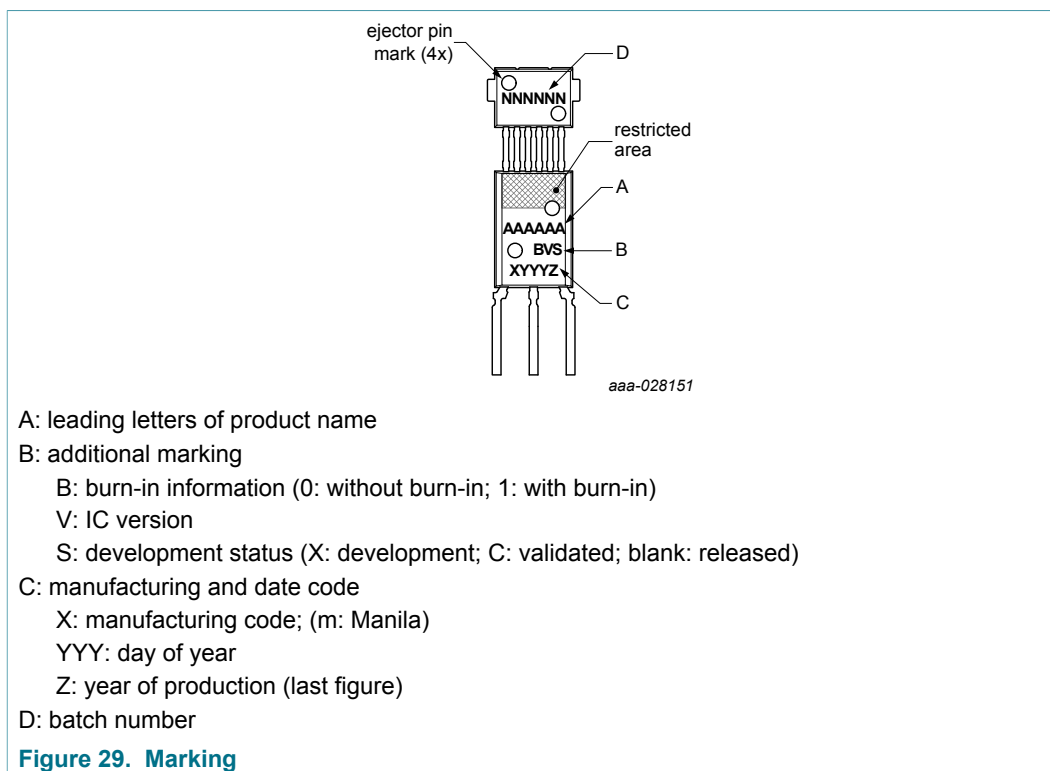 ejector pin
mark (4x)
D
NNNNNN
restricted
area
A
AAAAAA
BVS
B
XYYYZ
C
aaa-028151
A: leading letters of product name
B: additional marking
B: burn-in information (0: without burn-in; 1: with burn-in)
V: IC version
S: development status (X: development; C: validated; blank: released)
C: manufacturing and date code
X: manufacturing code; (m: Manila)
YYY: day of year
Z: year of production (last figure)
D: batch number
Figure 29. Marking